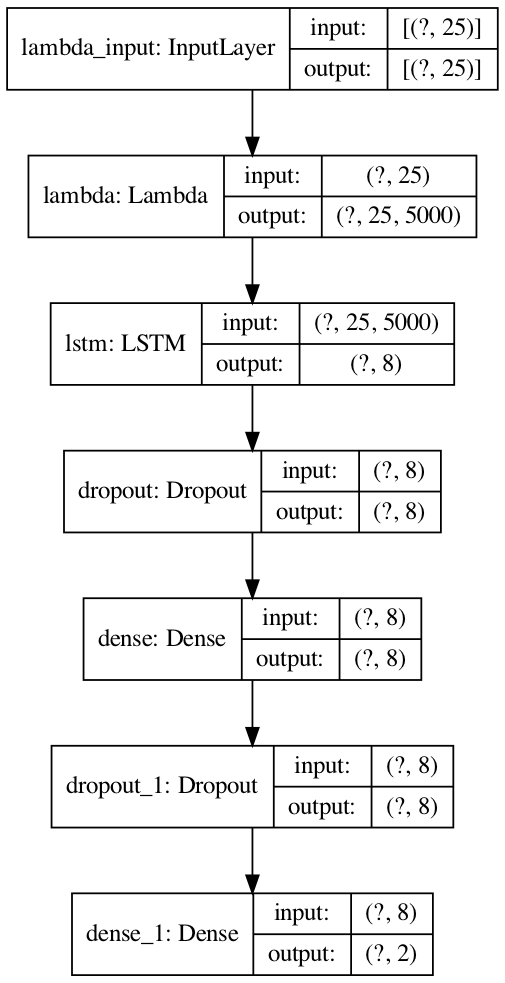 lambda_input: InputLayer
input: [(?, 25)]
output: [(?, 25)]
lambda: Lambda
input: (?, 25)
output: (?, 25, 5000)
lstm: LSTM
input: (?, 25, 5000)
output: (?, 8)
dropout: Dropout
input: (?, 8)
output: (?, 8)
dense: Dense
input: (?, 8)
output: (?, 8)
dropout_1: Dropout
input: (?, 8)
output: (?, 8)
dense_1: Dense
input: (?, 8)
output: (?, 2)